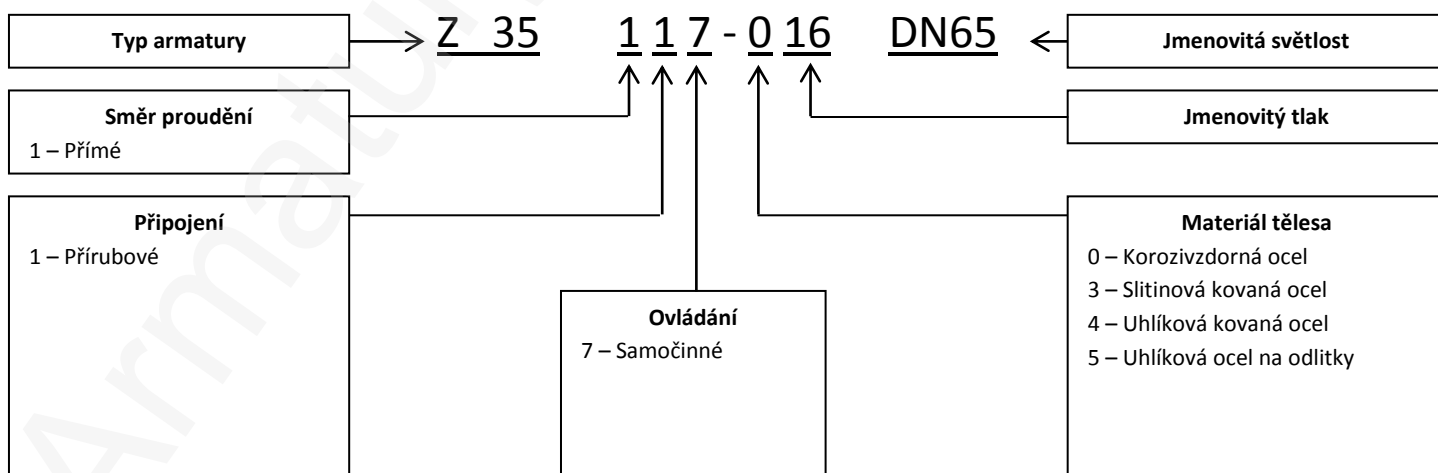 Typ armatury
Z 35 1 1 7 - 0 16 DN65
Jmenovitá světlost
Směr proudění
1 – Přímé
Jmenovitý tlak
Připojení
1 – Přírubové
Materiál tělesa
0 – Korozivzdorná ocel
3 – Slitinová kovaná ocel
4 – Uhlíková kovaná ocel
5 – Uhlíková ocel na odlitky
Ovládání
7 – Samočinné
Armatu